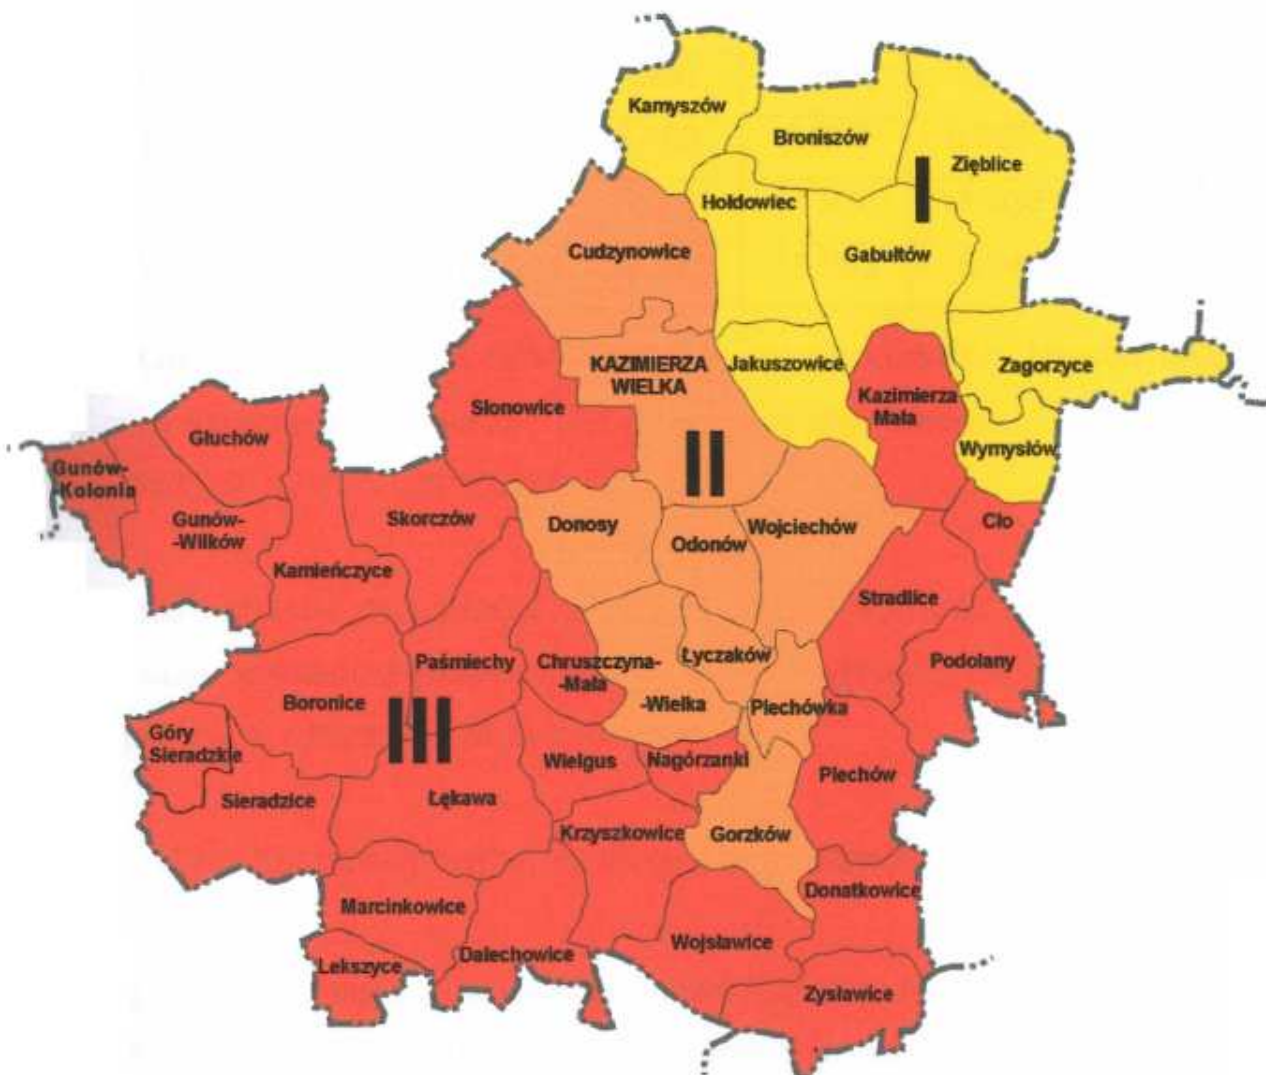 Kamyszów
Broniszów
Zięblice
I
Hołdowiec
Cudzynowice
Gabułtów
KAZIMIERZA
WIELKA
Jakuszowice
Zagorzyce
Kazimierza
Mała
Słonowice
Głuchów
Wymysłów
Gunów-
-Kolonia
II
Gunów-
-Wilków
Skorczów
Donosy
Odonów
Wojciechów
Cło
Kamieńczyce
Stradlice
Paśmiechy
Chruszczyna-
-Mała
Łyczaków
Podolany
Boronice
III
-Wielka
Plechówka
Góry
Sieradzkie
Wielgus
Nagórzanki
Plechów
Sieradzice
Łękawa
Krzyszkowice
Gorzków
Donatkowice
Marcinkowice
Wojsławice
Dalechowice
Lekszyce
Zysławice